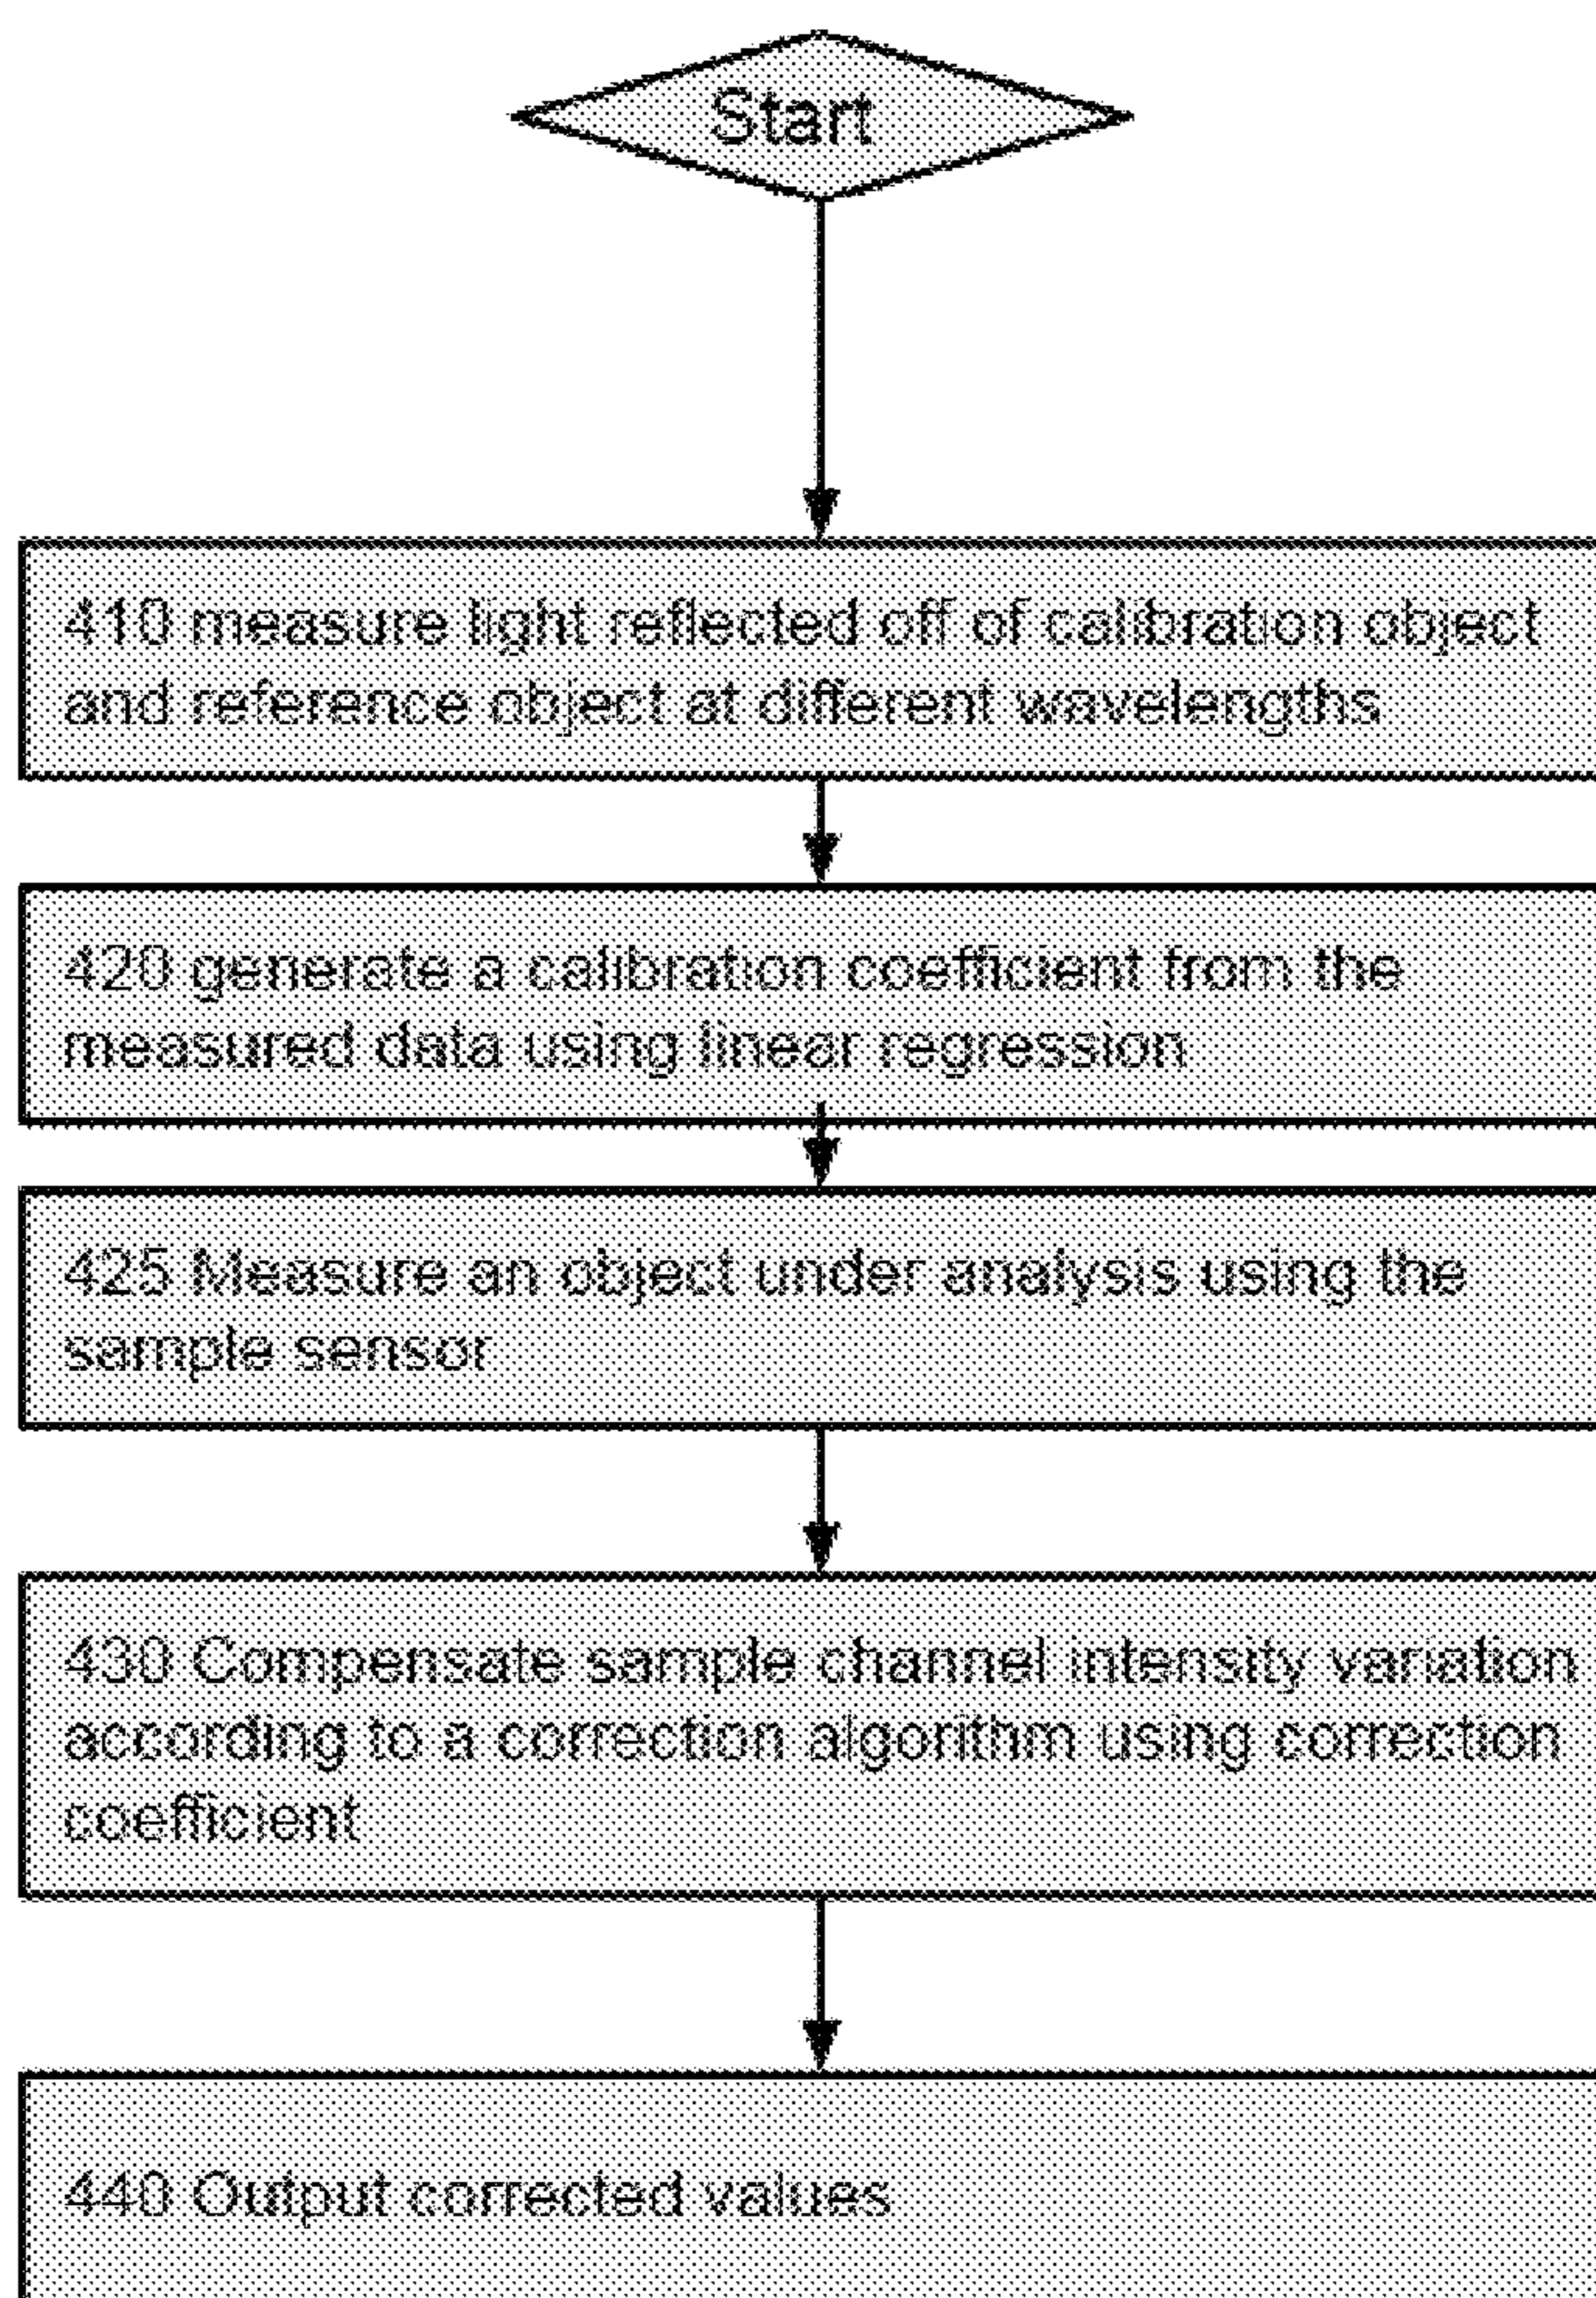 Start
410 measure light reflected off of calibration object
and reference object at different wavelengths
420 generate a calibration coefficient from the
measured data using linear regression
425 Measure an object under analysis using the
sample sensor
430 Compensate sample channel intensity variation
according to a correction algorithm using correction
coefficient
440 Output corrected values